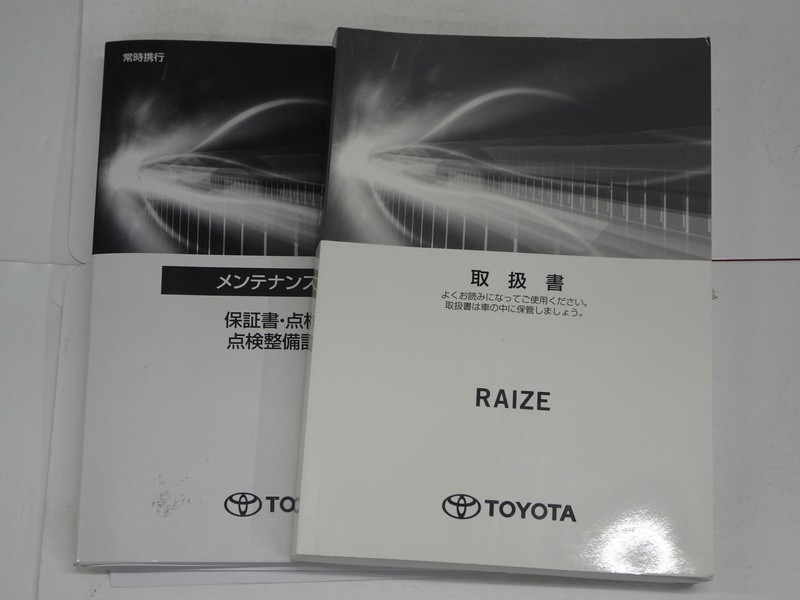 常時携行
メンテナンス
保証書・点検
点検整備記
取扱書
よくお読みになってご使用ください。
取扱書は車の中に保管しましょう。
RAIZE
TOYOTA